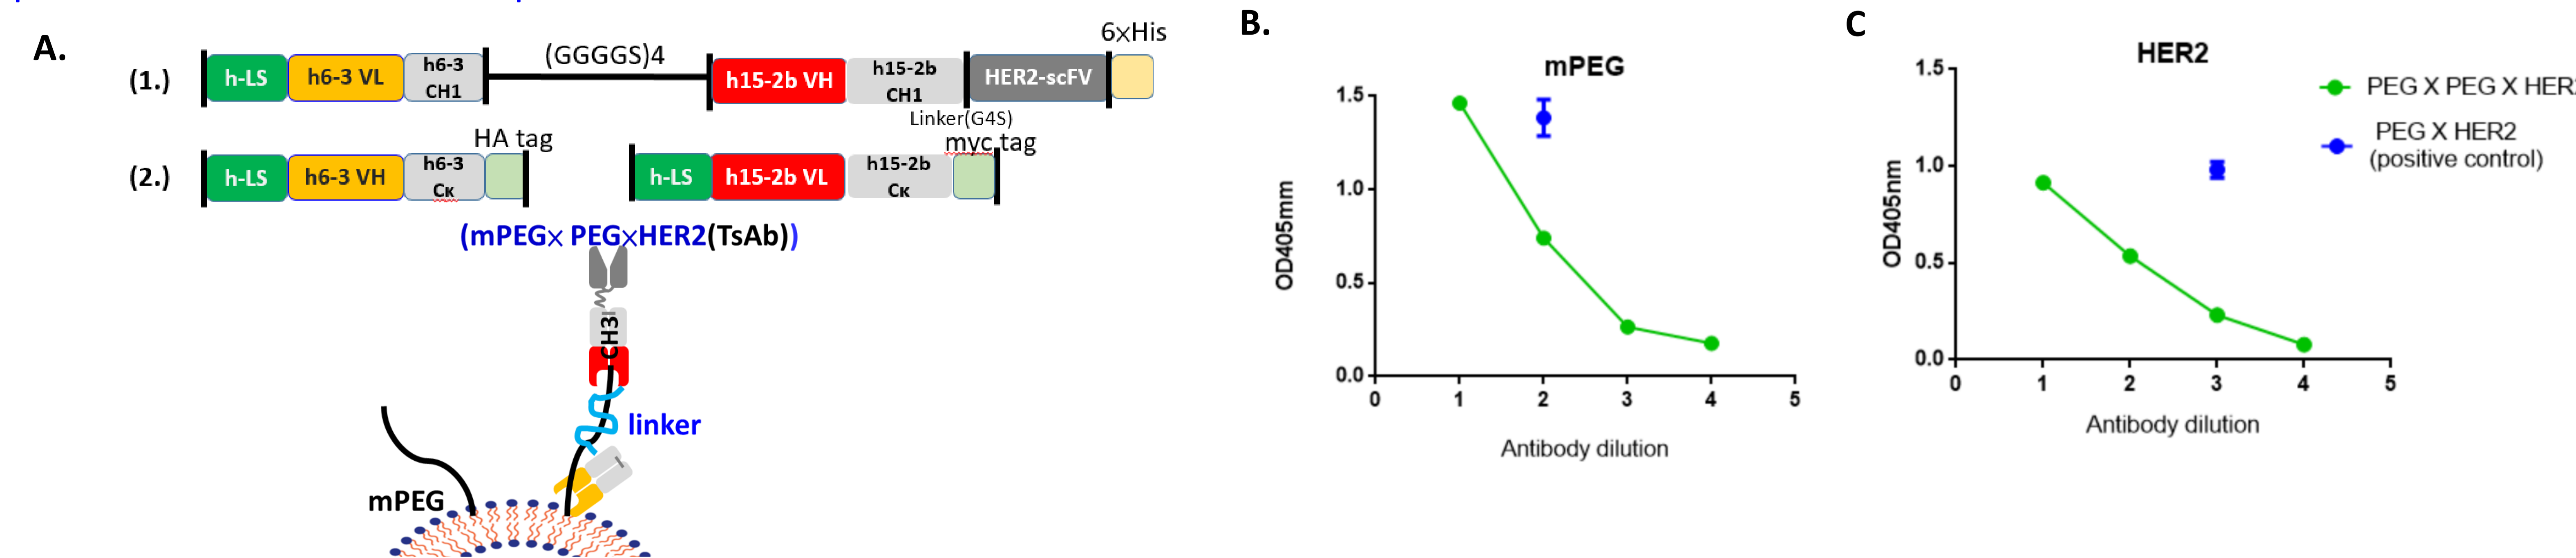 A.
(1.)
h-LS
h6-3 VL
h6-3
CH1
(GGGGS)4
h15-2b VH
h15-2b
CH1
HER2-scFV
6×His
Linker(G4S)
(2.)
h-LS
h6-3 VH
h6-3
Cκ
HA tag
h-LS
h15-2b VL
h15-2b
Cκ
myc tag
(mPEG× PEG×HER2(TsAb))
CH3
linker
mPEG
B.
mPEG
OD405mm
1.5
1.0
0.5
0.0
0 1 2 3 4 5
Antibody dilution
C
HER2
OD405nm
1.5
1.0
0.5
0.0
0 1 2 3 4 5
Antibody dilution
PEG X PEG X HER
PEG X HER2
(positive control)